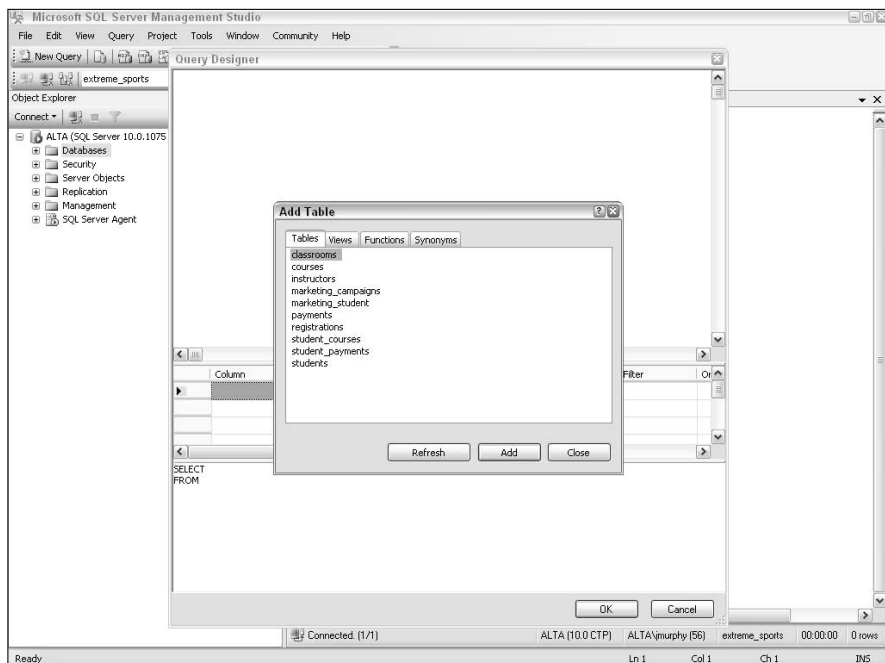 Microsoft SQL Server Management Studio
File Edit View Query Project Tools Window Community Help
New Query
Query Designer
extreme_sports
Object Explorer
Connect
ALTA (SQL Server 10.0.1075
Databases
Security
Server Objects
Replication
Management
SQL Server Agent
Add Table
Tables Views Functions Synonyms
classrooms
courses
instructors
marketing_campaigns
marketing_student
payments
registrations
student_courses
student_payments
students
Refresh Add Close
Column Filter Or
SELECT
FROM
OK Cancel
Connected. (1/1) ALTA (10.0 CTP) ALTA\jmurphy (56) extreme_sports 00:00:00 0 rows
Ready Ln 1 Col 1 Ch 1 INS